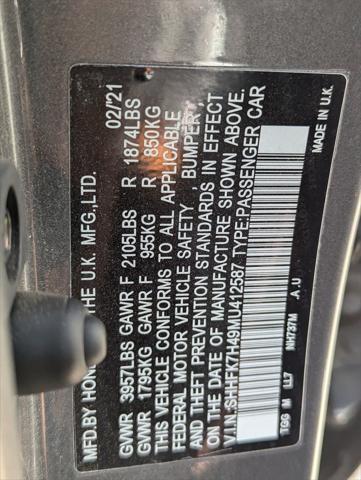 MFD.BY HON THE U.K. MFG.,LTD. 02/21
GVWR 3957LBS GAWR F 2105LBS R 1874LBS
GVWR 1795KG GAWR F 955KG R 850KG
THIS VEHICLE CONFORMS TO ALL APPLICABLE
FEDERAL MOTOR VEHICLE SAFETY , BUMPER ,
AND THEFT PREVENTION STANDARDS IN EFFECT
ON THE DATE OF MANUFACTURE SHOWN ABOVE.
V.I.N:SHHFK7H49MU412587 TYPE:PASSENGER CAR
NH797M A , U MADE IN U.K.
TGG M LL7